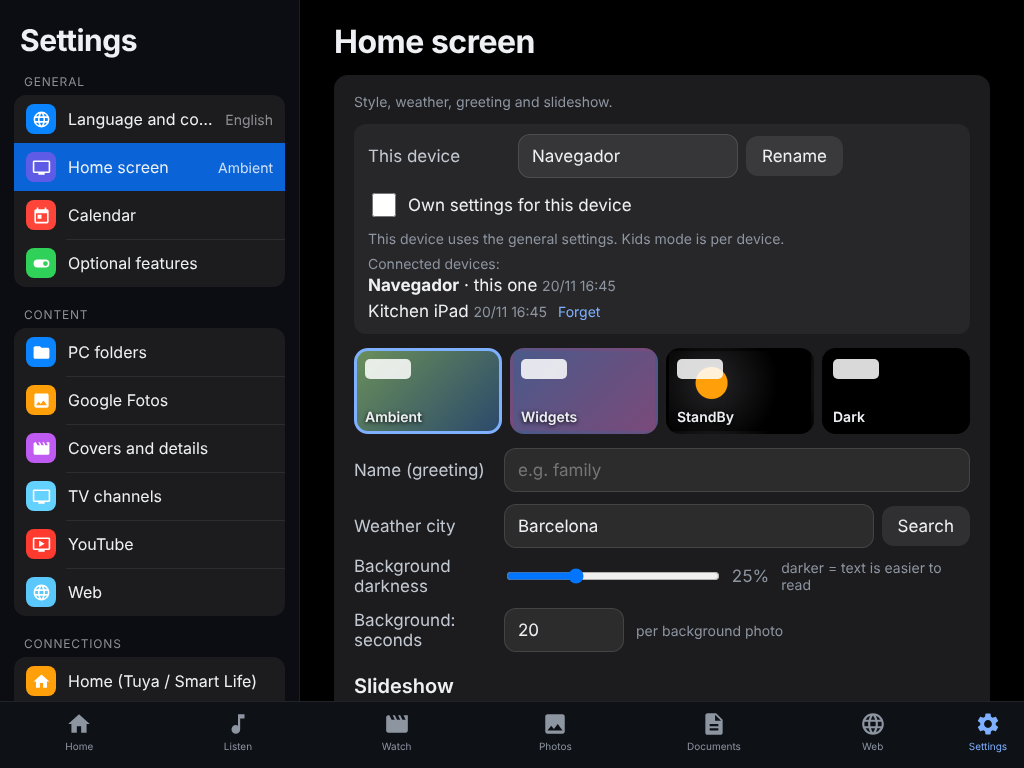 Settings
GENERAL
Language and co... English
Home screen Ambient
Calendar
Optional features
CONTENT
PC folders
Google Fotos
Covers and details
TV channels
YouTube
Web
CONNECTIONS
Home (Tuya / Smart Life)
Home screen
Style, weather, greeting and slideshow.
This device Navegador Rename
Own settings for this device
This device uses the general settings. Kids mode is per device.
Connected devices:
Navegador · this one 20/11 16:45
Kitchen iPad 20/11 16:45 Forget
Ambient Widgets StandBy Dark
Name (greeting) e.g. family
Weather city Barcelona Search
Background
darkness
25%
darker = text is easier to
read
Background:
seconds
20 per background photo
Slideshow
Home Listen Watch Photos Documents Web Settings